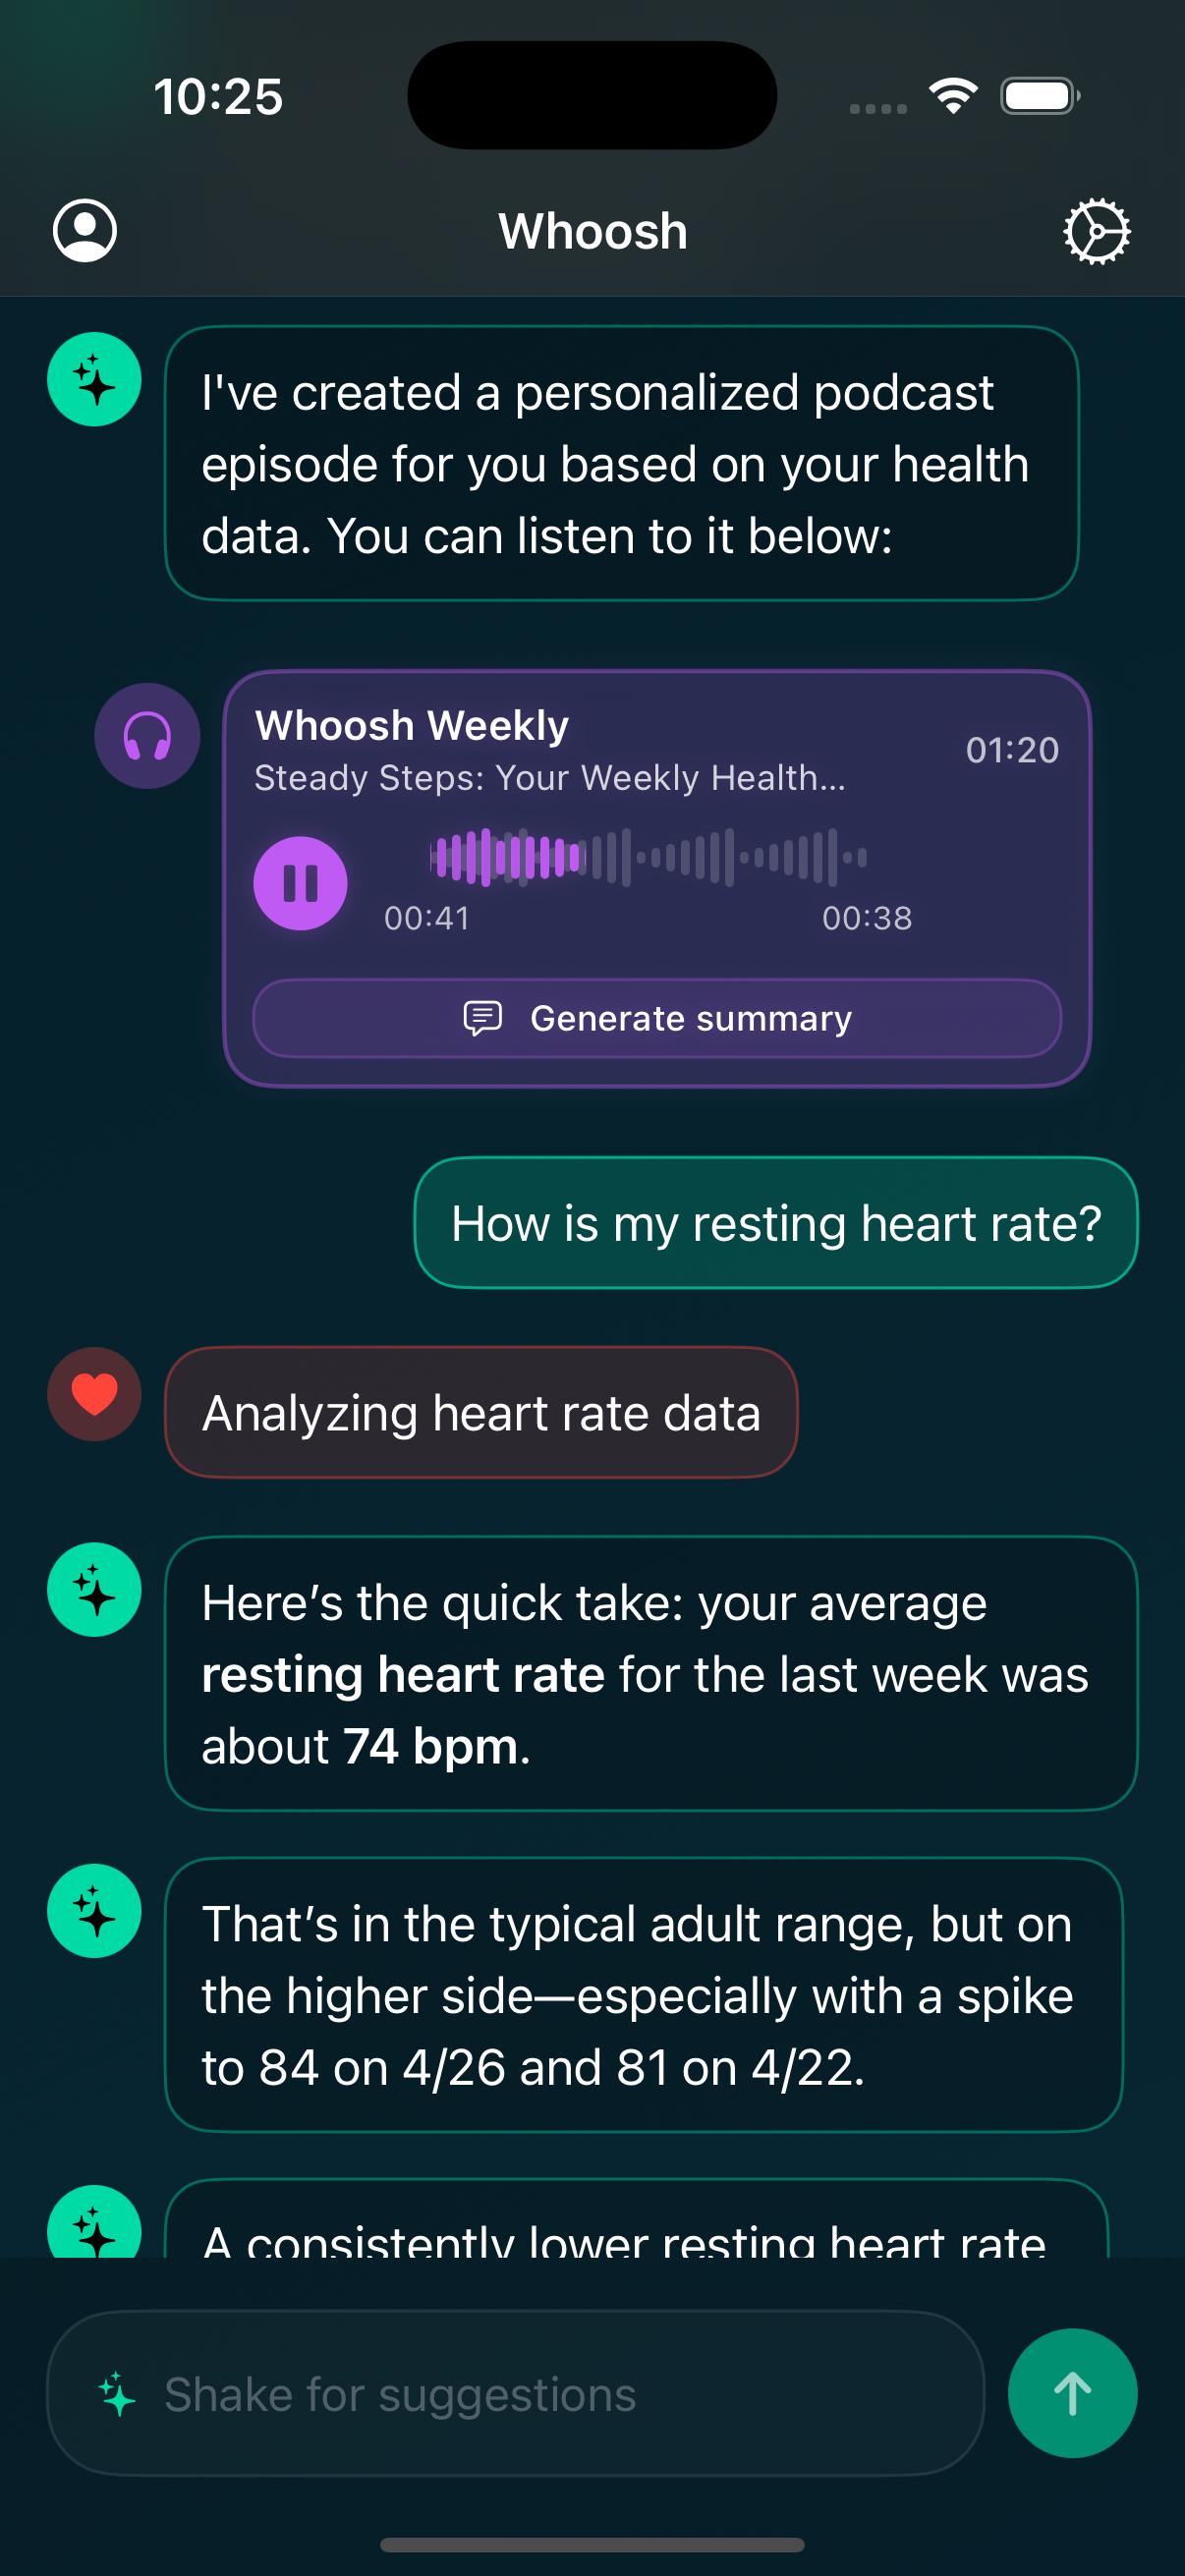 10:25
Whoosh
I've created a personalized podcast
episode for you based on your health
data. You can listen to it below:
Whoosh Weekly
01:20
Steady Steps: Your Weekly Health...
00:41
00:38
Generate summary
How is my resting heart rate?
Analyzing heart rate data
Here’s the quick take: your average
resting heart rate for the last week was
about 74 bpm.
That’s in the typical adult range, but on
the higher side—especially with a spike
to 84 on 4/26 and 81 on 4/22.
A consistently lower resting heart rate
Shake for suggestions